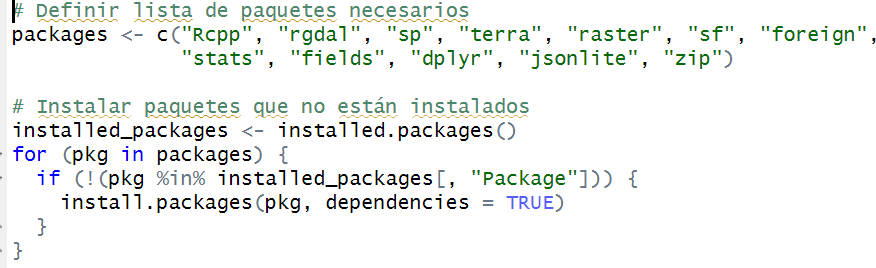 # Definir lista de paquetes necesarios
packages <- c("Rcpp", "rgdal", "sp", "terra", "raster", "sf", "foreign",
              "stats", "fields", "dplyr", "jsonlite", "zip")

# Instalar paquetes que no están instalados
installed_packages <- installed.packages()
for (pkg in packages) {
  if (!(pkg %in% installed_packages[, "Package"])) {
    install.packages(pkg, dependencies = TRUE)
  }
}